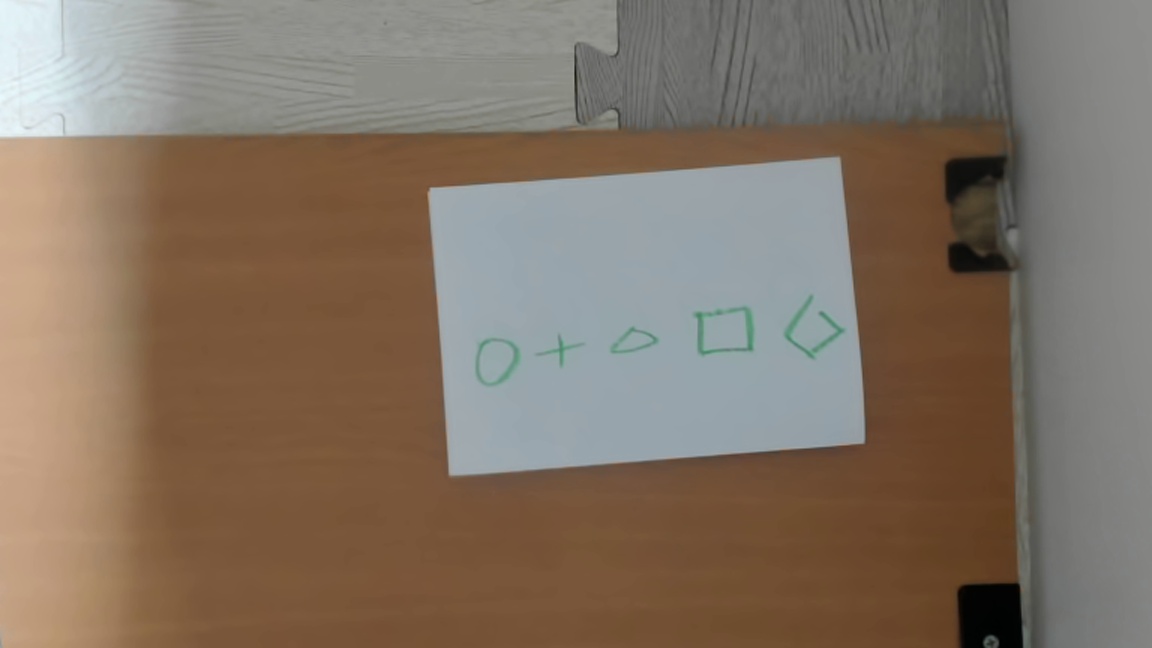 ○ + △ □ ◇